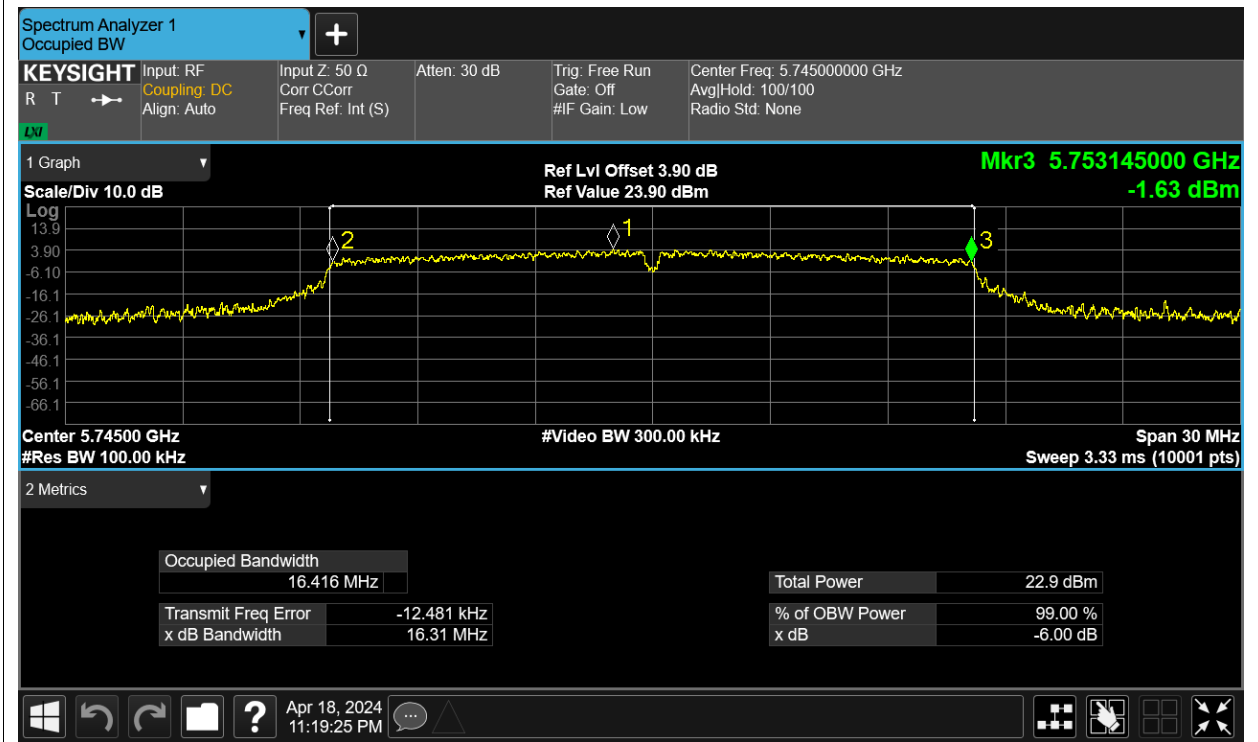 Spectrum Analyzer 1
Occupied BW
KEYSIGHT
R T
LXI
Input: RF
Coupling: DC
Align: Auto
Input Z: 50 Ω
Corr CCorr
Freq Ref: Int (S)
Atten: 30 dB
Trig: Free Run
Gate: Off
#IF Gain: Low
Center Freq: 5.745000000 GHz
Avg|Hold: 100/100
Radio Std: None
1 Graph
Scale/Div 10.0 dB
Ref Lvl Offset 3.90 dB
Ref Value 23.90 dBm
Mkr3 5.753145000 GHz
-1.63 dBm
Log
13.9
3.90
-6.10
-16.1
-26.1
-36.1
-46.1
-56.1
-66.1
2
1
3
Center 5.74500 GHz
#Res BW 100.00 kHz
#Video BW 300.00 kHz
Span 30 MHz
Sweep 3.33 ms (10001 pts)
2 Metrics
Occupied Bandwidth
16.416 MHz
Transmit Freq Error -12.481 kHz
x dB Bandwidth 16.31 MHz
Total Power 22.9 dBm
% of OBW Power 99.00 %
x dB -6.00 dB
?
Apr 18, 2024
11:19:25 PM